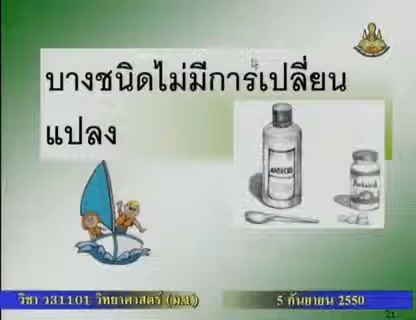 บางชนิดไม่มีการเปลี่ยน
แปลง
ANTACID
Antacid
วิชา ว31101 วิทยาศาสตร์ (ม.1)
5 กันยายน 2550
21